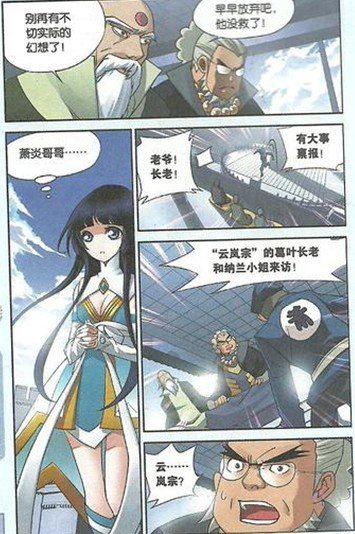 别再有不
切实际的
幻想了！
早早放弃吧，
他没救了！
萧炎哥哥……
老爷！
长老！
有大事
禀报！
“云岚宗”的葛叶长老
和纳兰小姐来访！
萧
云……
岚宗？